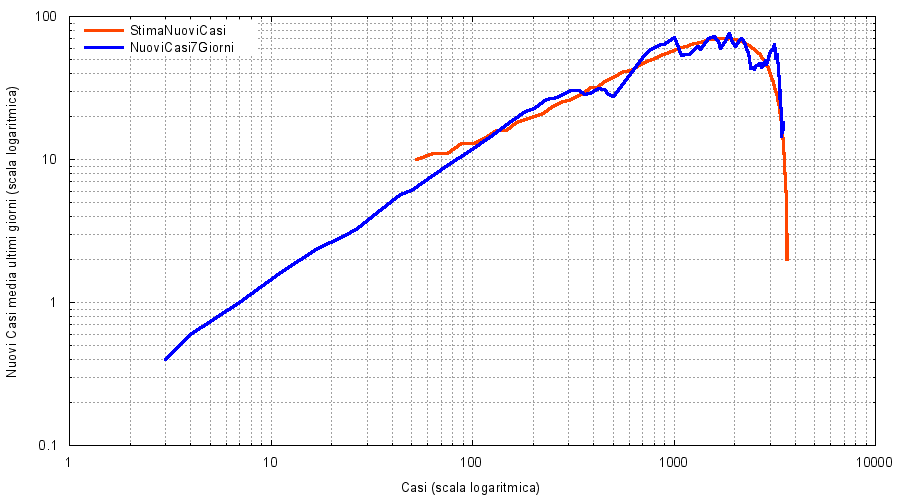 100
StimaNuoviCasi
NuoviCasi7Giorni
10
1
0.1
Nuovi Casi media ultimi giorni (scala logaritmica)
1 10 100 1000 10000
Casi (scala logaritmica)